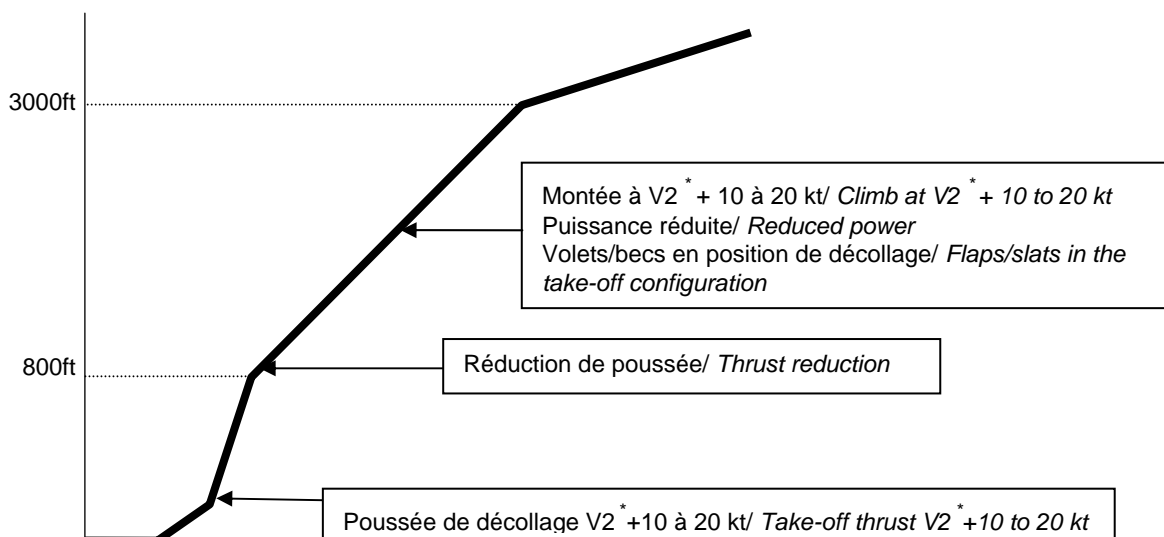 3000ft
Montée à V2 * + 10 à 20 kt/ Climb at V2 * + 10 to 20 kt
Puissance réduite/ Reduced power
Volets/becs en position de décollage/ Flaps/slats in the
take-off configuration
800ft
Réduction de poussée/ Thrust reduction
Poussée de décollage V2 *+10 à 20 kt/ Take-off thrust V2 *+10 to 20 kt